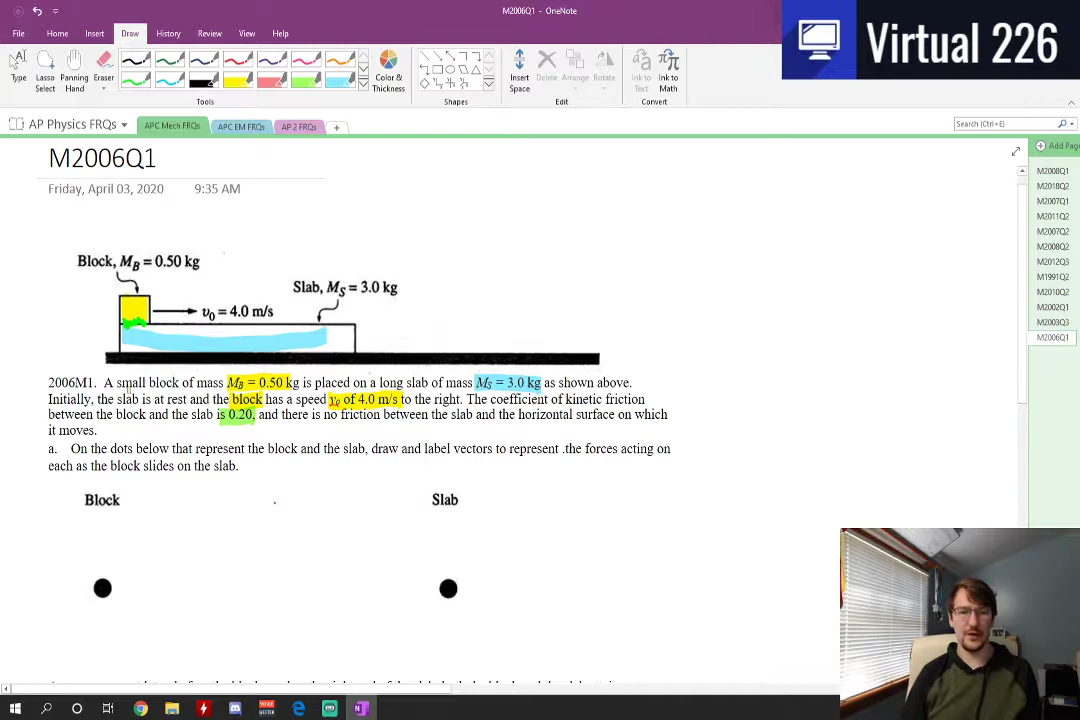 M2006Q1 - OneNote
Virtual 226
File Home Insert Draw History Review View Help
Type
Lasso Select
Panning Hand
Eraser
Color & Thickness
Insert Space
Delete
Arrange
Rotate
Ink to Text
Ink to Math
Tools
Shapes
Edit
Convert
AP Physics FRQs
APC Mech FRQs
APC EM FRQs
AP 2 FRQs
Search (Ctrl+E)
M2006Q1
Friday, April 03, 2020 9:35 AM
Add Page
M2008Q1
M2018Q2
M2007Q1
M2011Q2
M2007Q2
M2008Q2
M2012Q3
M1991Q2
M2010Q2
M2002Q1
M2003Q3
M2006Q1
Block, MB = 0.50 kg
Slab, MS = 3.0 kg
υ0 = 4.0 m/s
2006M1. A small block of mass MB = 0.50 kg is placed on a long slab of mass MS = 3.0 kg as shown above.
Initially, the slab is at rest and the block has a speed vo of 4.0 m/s to the right. The coefficient of kinetic friction
between the block and the slab is 0.20, and there is no friction between the slab and the horizontal surface on which
it moves.
a. On the dots below that represent the block and the slab, draw and label vectors to represent .the forces acting on
each as the block slides on the slab.
Block
Slab